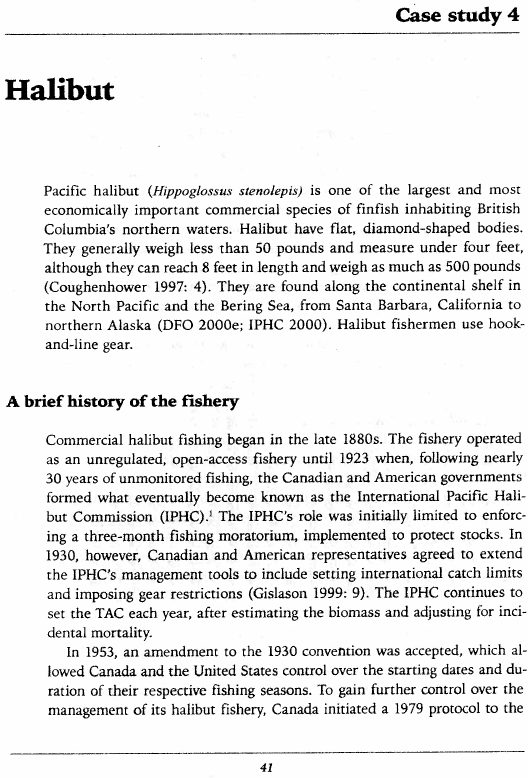 Case study 4
Halibut
Pacific halibut (Hippoglossus stenolepis) is one of the largest and most
economically important commercial species of finfish inhabiting British
Columbia's northern waters. Halibut have flat, diamond-shaped bodies.
They generally weigh less than 50 pounds and measure under four feet,
although they can reach 8 feet in length and weigh as much as 500 pounds
(Coughenhower 1997: 4). They are found along the continental shelf in
the North Pacific and the Bering Sea, from Santa Barbara, California to
northern Alaska (DFO 2000e; IPHC 2000). Halibut fishermen use hook-
and-line gear.
A brief history of the fishery
Commercial halibut fishing began in the late 1880s. The fishery operated
as an unregulated, open-access fishery until 1923 when, following nearly
30 years of unmonitored fishing, the Canadian and American governments
formed what eventually become known as the International Pacific Hali-
but Commission (IPHC).¹ The IPHC's role was initially limited to enforc-
ing a three-month fishing moratorium, implemented to protect stocks. In
1930, however, Canadian and American representatives agreed to extend
the IPHC's management tools to include setting international catch limits
and imposing gear restrictions (Gislason 1999: 9). The IPHC continues to
set the TAC each year, after estimating the biomass and adjusting for inci-
dental mortality.
In 1953, an amendment to the 1930 convention was accepted, which al-
lowed Canada and the United States control over the starting dates and du-
ration of their respective fishing seasons. To gain further control over the
management of its halibut fishery, Canada initiated a 1979 protocol to the
41